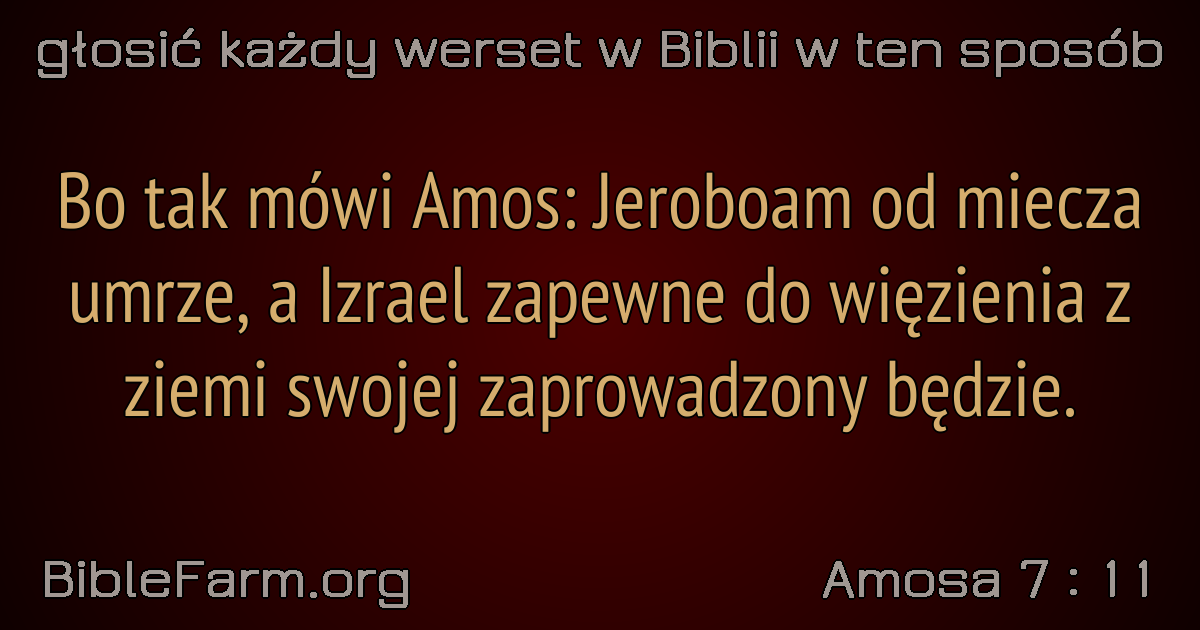 głosić każdy werset w Biblii w ten sposób
Bo tak mówi Amos: Jeroboam od miecza
umrze, a Izrael zapewne do więzienia z
ziemi swojej zaprowadzony będzie.
BibleFarm.org
Amosa 7 : 11